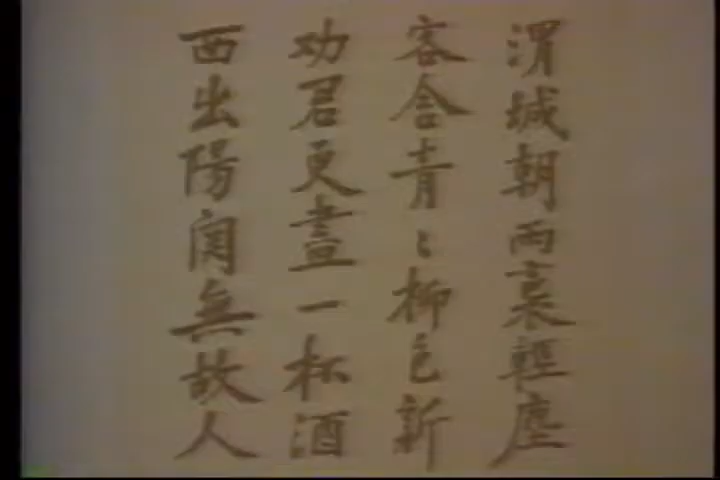 渭城朝雨裛輕塵
客舍青〻柳色新
劝君更盡一杯酒
西出陽関無故人